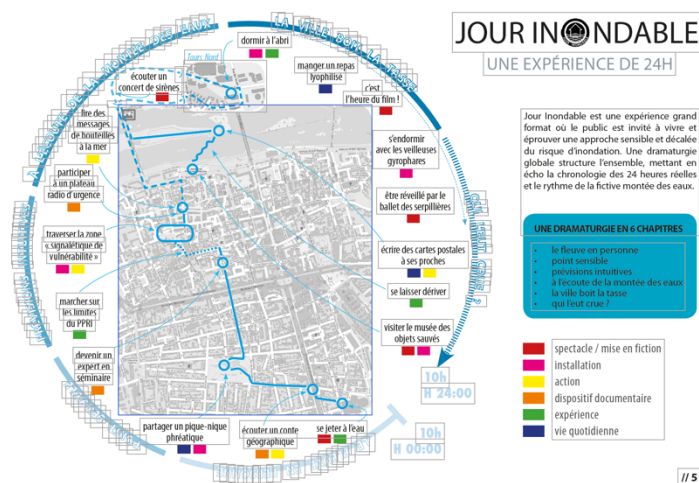 JOUR INONDABLE
UNE EXPÉRIENCE DE 24H
À L'ÉCOUTE DE LA MONTÉE DES EAUX
LA VILLE BOIT LA TASSE
dormir à l'abri
Tours Nord
écouter un
concert de sirènes
manger un repas
lyophilisé
c'est
l'heure du film !
lire des
messages
de bouteilles
à la mer
s'endormir
avec les veilleuses
gyrophares
participer
à un plateau
radio d'urgence
être réveillé par le
ballet des serpillières
traverser la zone
« signalétique de
vulnérabilité »
écrire des cartes postales
à ses proches
se laisser dériver
marcher sur
les limites
du PPRI
visiter le musée des
objets sauvés
devenir un
expert en
séminaire
partager un pique-nique
phréatique
écouter un conte
géographique
se jeter à l'eau
10h
H 24:00
10h
H 00:00
Jour Inondable est une expérience grand
format où le public est invité à vivre et
éprouver une approche sensible et décalée
du risque d'inondation. Une dramaturgie
globale structure l'ensemble, mettant en
écho la chronologie des 24 heures réelles
et le rythme de la fictive montée des eaux.
UNE DRAMATURGIE EN 6 CHAPITRES
• le fleuve en personne
• point sensible
• prévisions intuitives
• à l'écoute de la montée des eaux
• la ville boit la tasse
• qui l'eut crue ?
spectacle / mise en fiction
installation
action
dispositif documentaire
expérience
vie quotidienne
// 5